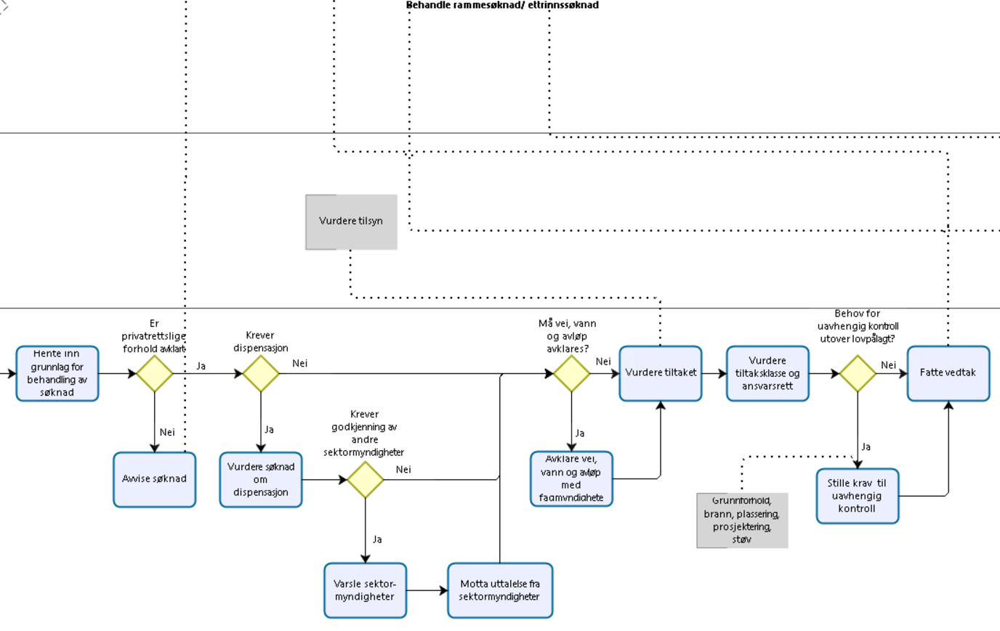 Behandle rammesøknad/ ettrinnssøknad
Vurdere tilsyn
Hente inn
grunnlag for
behandling av
søknad
Er
privatrettslige
forhold avklart
Ja
Nei
Avvise søknad
Krever
dispensasjon
Nei
Ja
Vurdere søknad
om
dispensasjon
Krever
godkjenning av
andre
sektormyndigheter
Nei
Ja
Varsle sektor-
myndigheter
Motta uttalelse fra
sektormyndigheter
Må vei, vann
og avløp
avklares?
Nei
Ja
Avklare vei,
vann og avløp
med
fagmyndighete
Vurdere tiltaket
Vurdere
tiltaksklasse og
ansvarsrett
Behov for
uavhengig kontroll
utover lovpålagt?
Nei
Ja
Fatte vedtak
Stille krav til
uavhengig
kontroll
Grunnforhold,
brann, plassering,
prosjektering,
støv